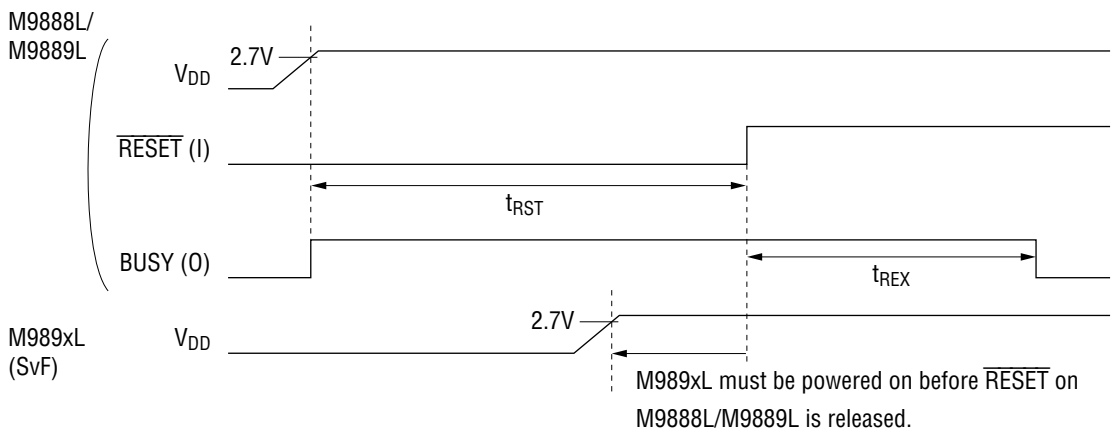 M9888L/
M9889L
2.7V
VDD
RESET (I)
tRST
BUSY (O)
tREX
2.7V
M989xL
(SvF)
VDD
M989xL must be powered on before RESET on
M9888L/M9889L is released.